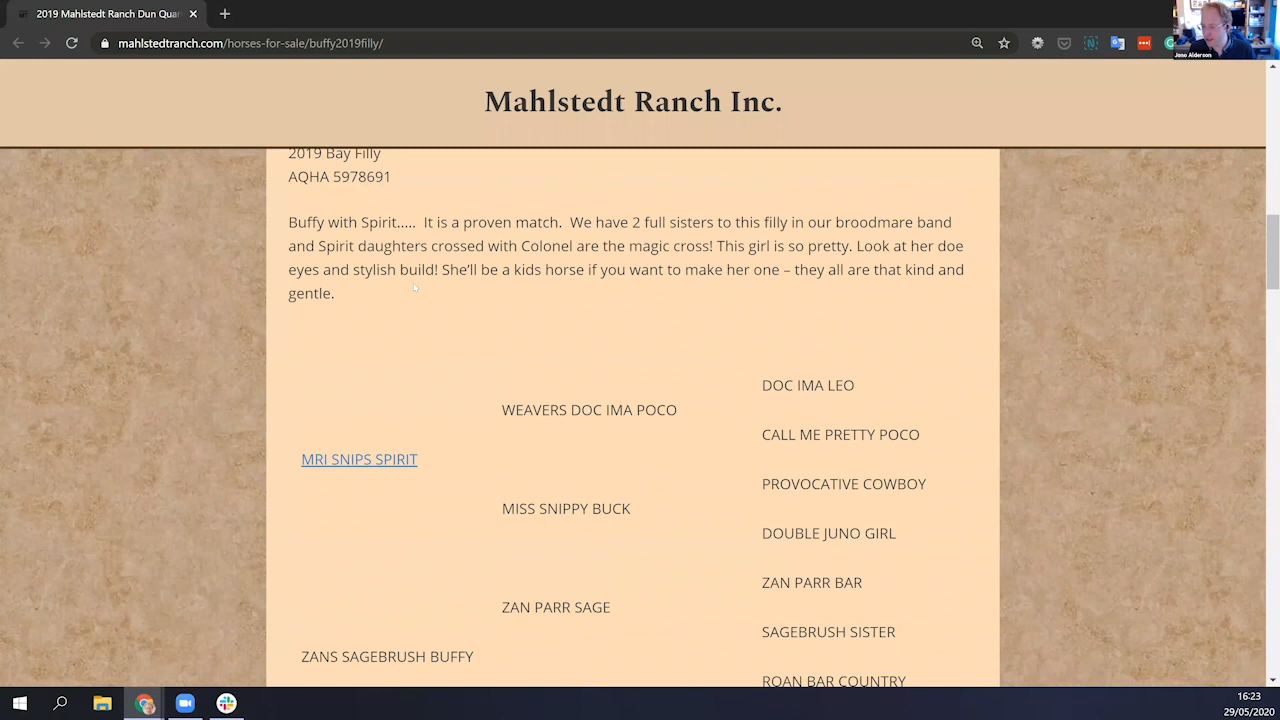 2019 Mahlstedt Ranch Dun Quar
mahlstedtranch.com/horses-for-sale/buffy2019filly/
Jono Alderson
Mahlstedt Ranch Inc.
2019 Bay Filly
AQHA 5978691
Buffy with Spirit..... It is a proven match. We have 2 full sisters to this filly in our broodmare band
and Spirit daughters crossed with Colonel are the magic cross! This girl is so pretty. Look at her doe
eyes and stylish build! She’ll be a kids horse if you want to make her one – they all are that kind and
gentle.
DOC IMA LEO
WEAVERS DOC IMA POCO
CALL ME PRETTY POCO
MRI SNIPS SPIRIT
PROVOCATIVE COWBOY
MISS SNIPPY BUCK
DOUBLE JUNO GIRL
ZAN PARR BAR
ZAN PARR SAGE
SAGEBRUSH SISTER
ZANS SAGEBRUSH BUFFY
ROAN BAR COUNTRY
16:23
29/05/2020